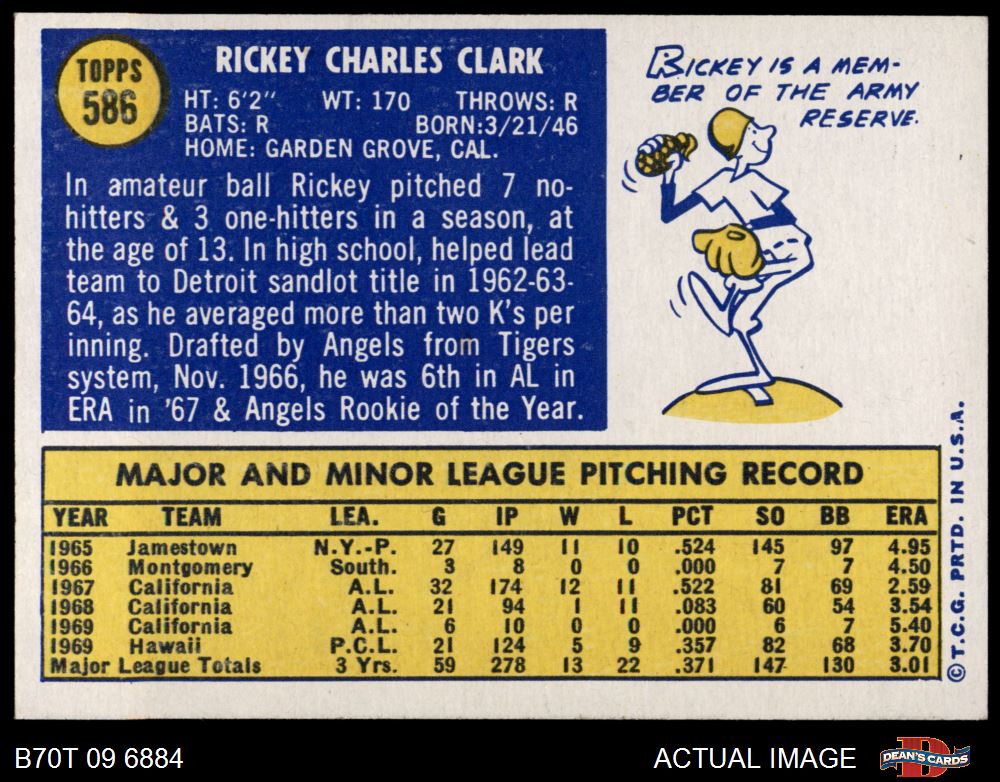 TOPPS
586
RICKEY CHARLES CLARK
HT: 6'2" WT: 170 THROWS: R
BATS: R BORN:3/21/46
HOME: GARDEN GROVE, CAL.
In amateur ball Rickey pitched 7 no-
hitters & 3 one-hitters in a season, at
the age of 13. In high school, helped lead
team to Detroit sandlot title in 1962-63-
64, as he averaged more than two K's per
inning. Drafted by Angels from Tigers
system, Nov. 1966, he was 6th in AL in
ERA in '67 & Angels Rookie of the Year.
RICKEY IS A MEM-
BER OF THE ARMY
RESERVE.
MAJOR AND MINOR LEAGUE PITCHING RECORD
YEAR TEAM LEA. G IP W L PCT SO BB ERA
1965 Jamestown N.Y.-P. 27 149 11 10 .524 145 97 4.95
1966 Montgomery South. 3 8 0 0 .000 7 7 4.50
1967 California A.L. 32 174 12 11 .522 81 69 2.59
1968 California A.L. 21 94 1 11 .083 60 54 3.54
1969 California A.L. 6 10 0 0 .000 6 7 5.40
1969 Hawaii P.C.L. 21 124 5 9 .357 82 68 3.70
Major League Totals 3 Yrs. 59 278 13 22 .371 147 130 3.01
© T.C.G. PRTD. IN U.S.A.
B70T 09 6884 ACTUAL IMAGE
DEAN'S CARDS